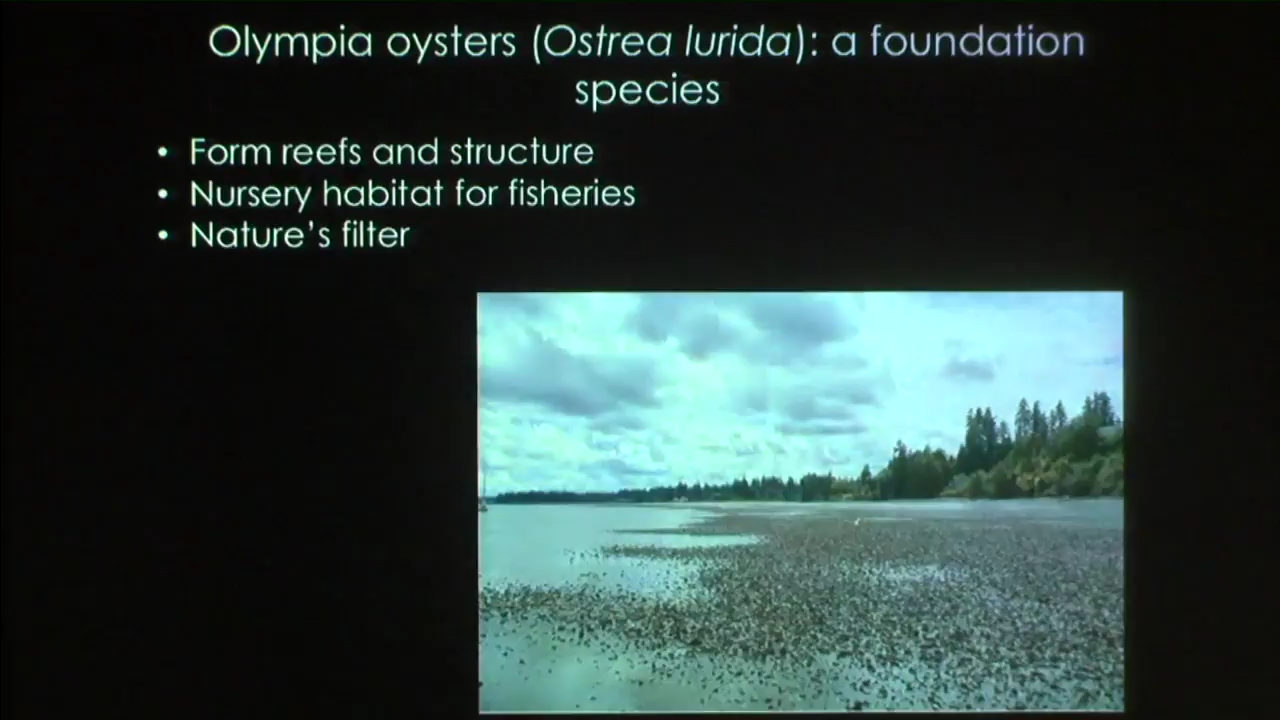 Olympia oysters (Ostrea lurida): a foundation
species
• Form reefs and structure
• Nursery habitat for fisheries
• Nature's filter